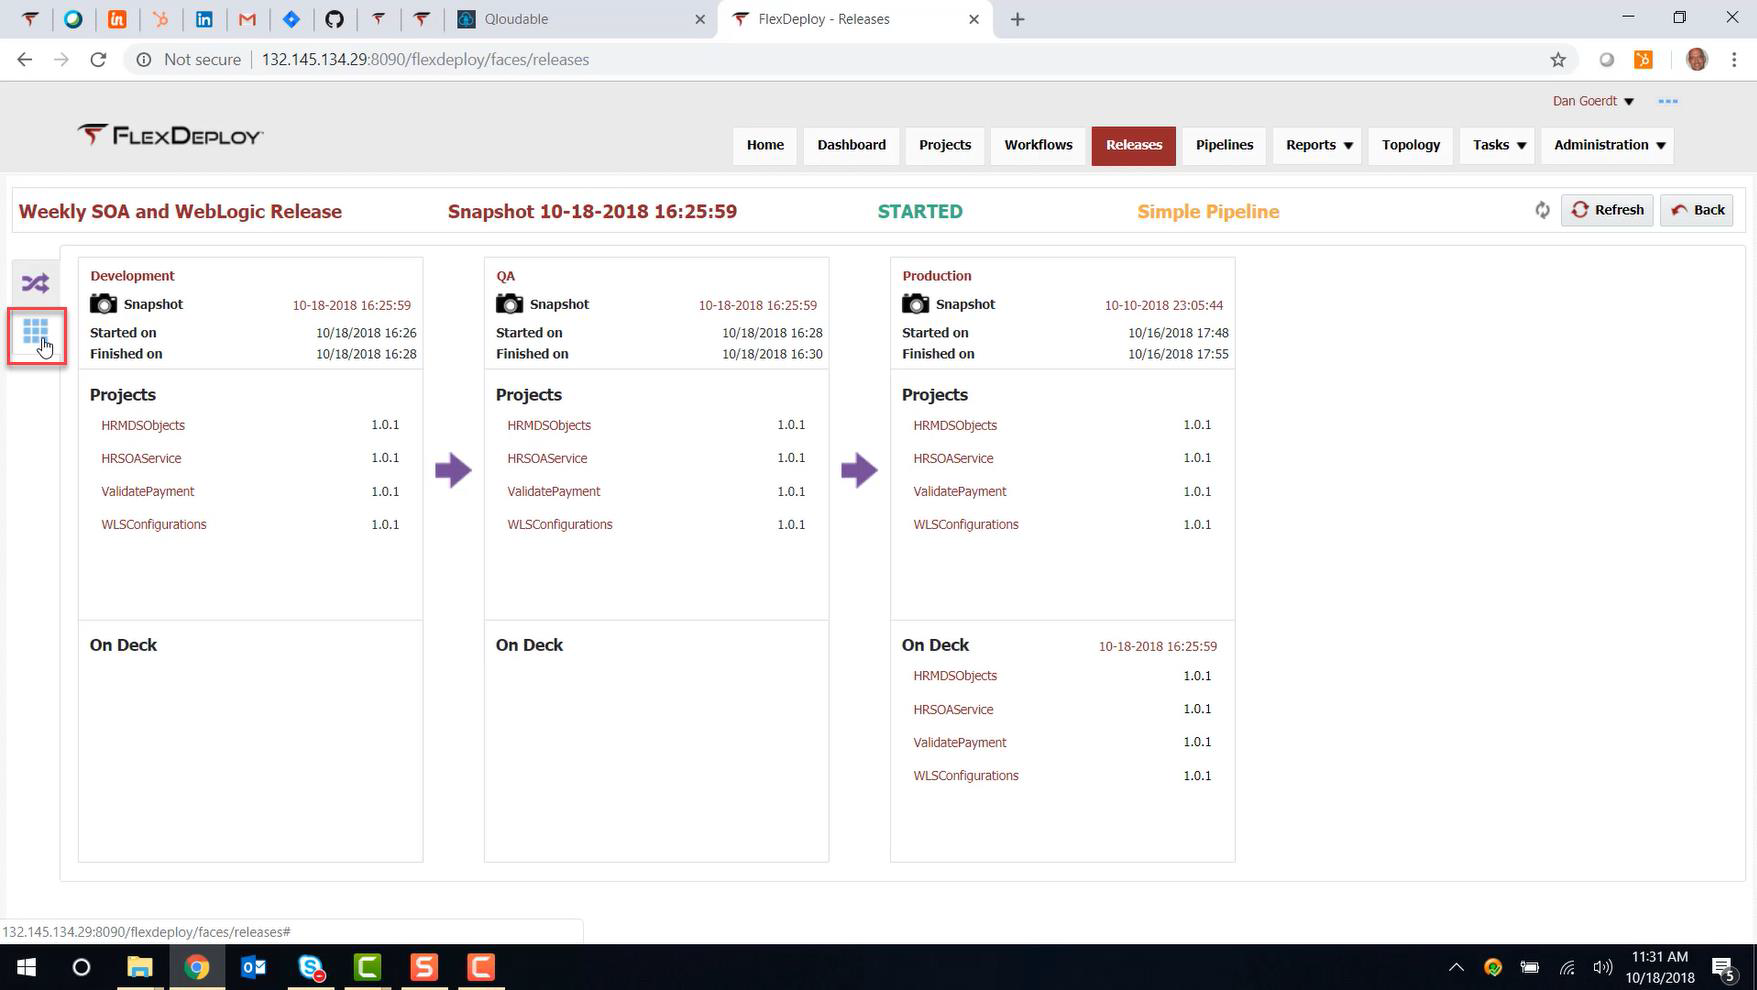 Qloudable
FlexDeploy - Releases
Not secure 132.145.134.29:8090/flexdeploy/faces/releases
Dan Goerdt
FLEXDEPLOY
Home Dashboard Projects Workflows Releases Pipelines Reports Topology Tasks Administration
Weekly SOA and WebLogic Release Snapshot 10-18-2018 16:25:59 STARTED Simple Pipeline Refresh Back
Development
Snapshot 10-18-2018 16:25:59
Started on 10/18/2018 16:26
Finished on 10/18/2018 16:28
Projects
HRMDSObjects 1.0.1
HRSOAService 1.0.1
ValidatePayment 1.0.1
WLSConfigurations 1.0.1
On Deck
QA
Snapshot 10-18-2018 16:25:59
Started on 10/18/2018 16:28
Finished on 10/18/2018 16:30
Projects
HRMDSObjects 1.0.1
HRSOAService 1.0.1
ValidatePayment 1.0.1
WLSConfigurations 1.0.1
On Deck
Production
Snapshot 10-10-2018 23:05:44
Started on 10/16/2018 17:48
Finished on 10/16/2018 17:55
Projects
HRMDSObjects 1.0.1
HRSOAService 1.0.1
ValidatePayment 1.0.1
WLSConfigurations 1.0.1
On Deck 10-18-2018 16:25:59
HRMDSObjects 1.0.1
HRSOAService 1.0.1
ValidatePayment 1.0.1
WLSConfigurations 1.0.1
132.145.134.29:8090/flexdeploy/faces/releases#
11:31 AM
10/18/2018
5